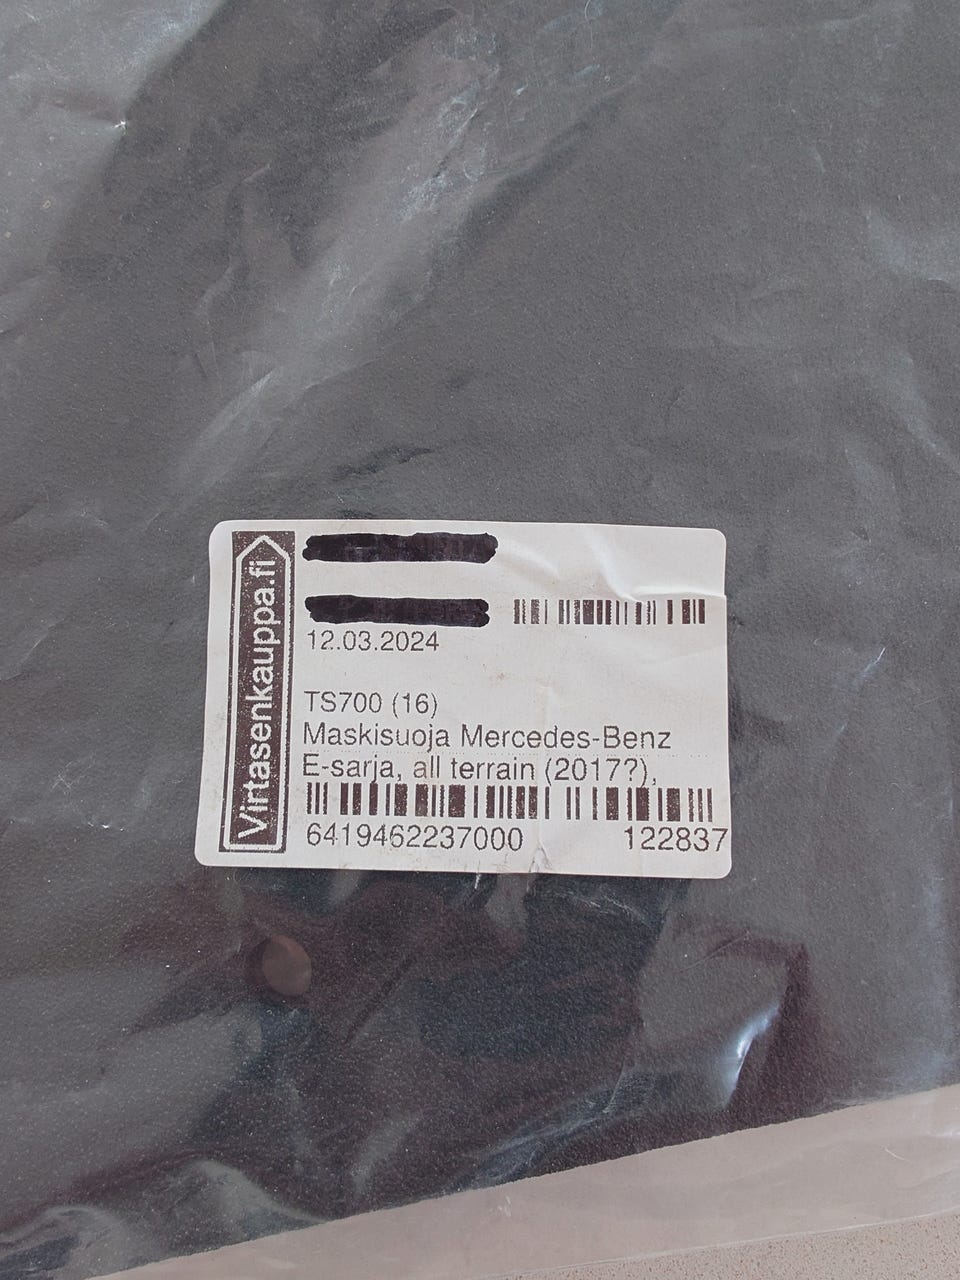 Virtasenkauppa.fi
12.03.2024
TS700 (16)
Maskisuoja Mercedes-Benz
E-sarja, all terrain (2017?),
6419462237000 122837